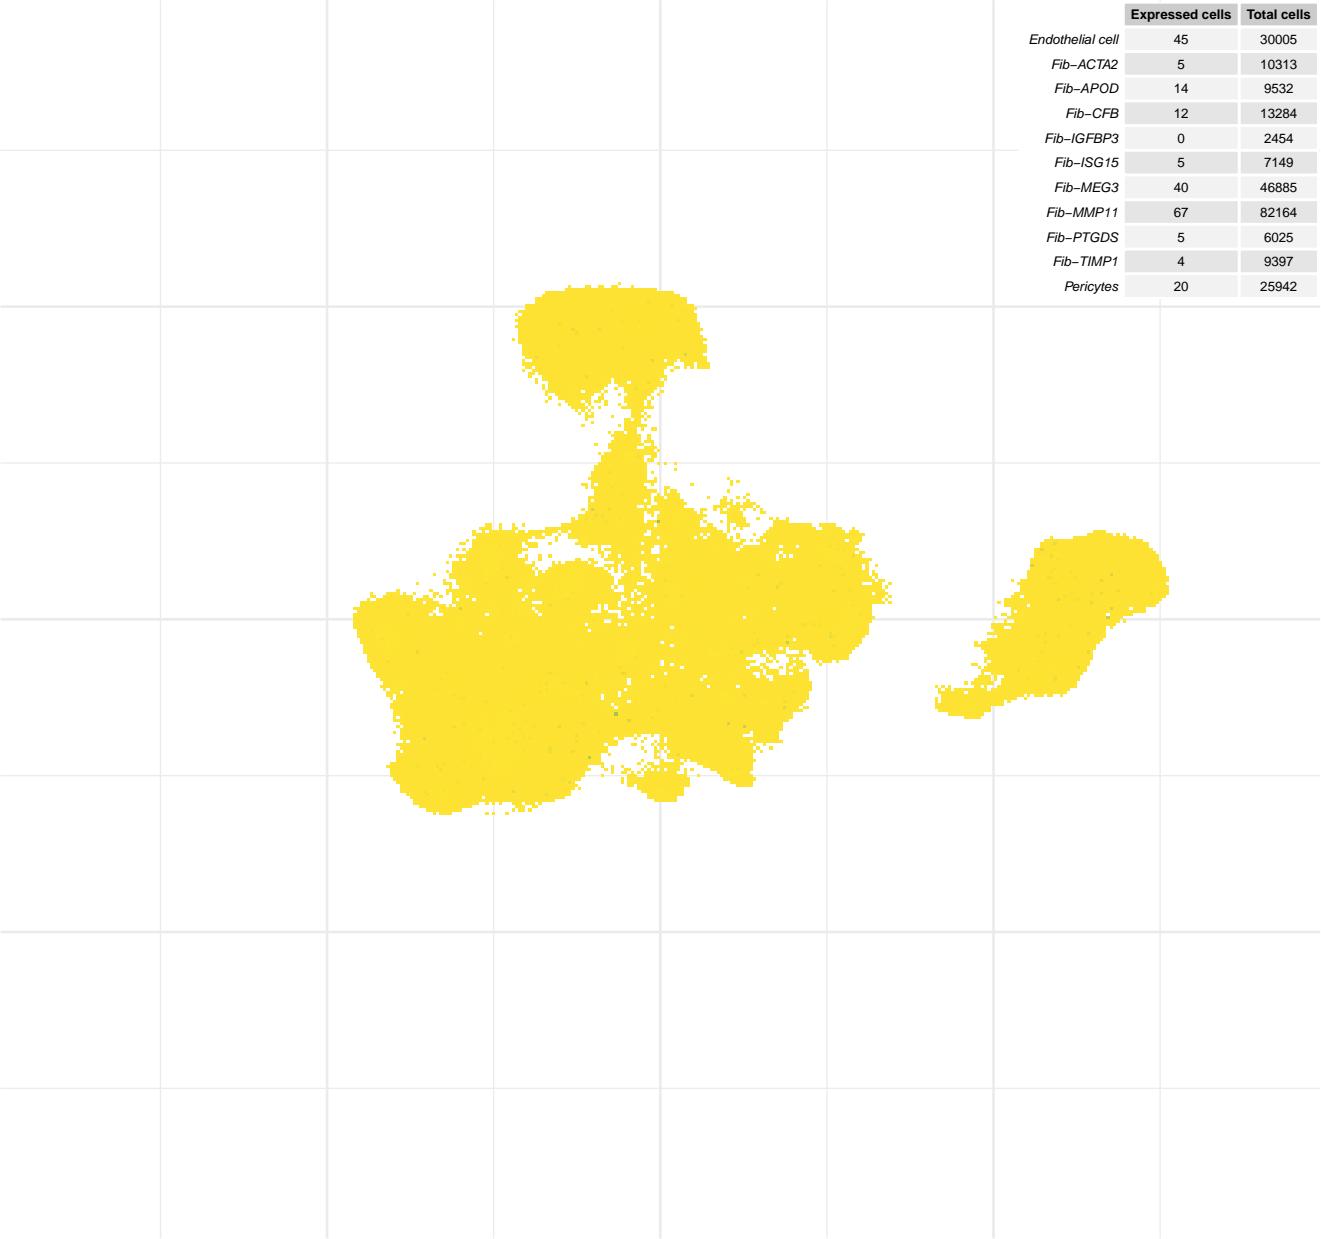 Expressed cells Total cells
Endothelial cell 45 30005
Fib−ACTA2 5 10313
Fib−APOD 14 9532
Fib−CFB 12 13284
Fib−IGFBP3 0 2454
Fib−ISG15 5 7149
Fib−MEG3 40 46885
Fib−MMP11 67 82164
Fib−PTGDS 5 6025
Fib−TIMP1 4 9397
Pericytes 20 25942